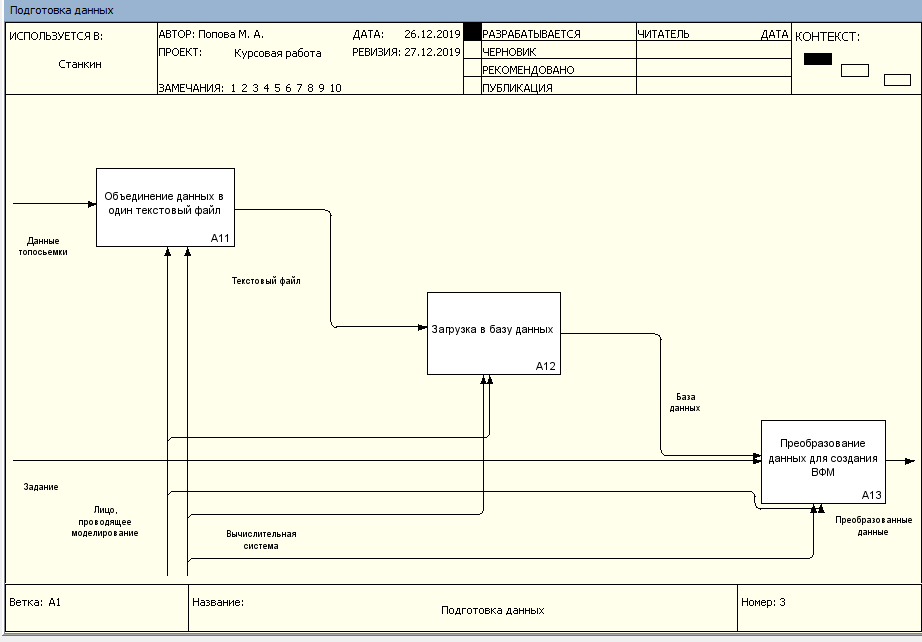 Подготовка данных
ИСПОЛЬЗУЕТСЯ В:
Станкин
АВТОР: Попова М. А.
ДАТА: 26.12.2019
ПРОЕКТ: Курсовая работа
РЕВИЗИЯ: 27.12.2019
ЗАМЕЧАНИЯ: 1 2 3 4 5 6 7 8 9 10
РАЗРАБАТЫВАЕТСЯ
ЧЕРНОВИК
РЕКОМЕНДОВАНО
ПУБЛИКАЦИЯ
ЧИТАТЕЛЬ ДАТА
КОНТЕКСТ:
Объединение данных в
один текстовый файл
A11
Данные
топосьемки
Текстовый файл
Загрузка в базу данных
A12
База
данных
Преобразование
данных для создания
ВФМ
A13
Задание
Лицо,
проводящее
моделирование
Вычислительная
система
Преобразованные
данные
Ветка: A1
Название:
Подготовка данных
Номер: 3